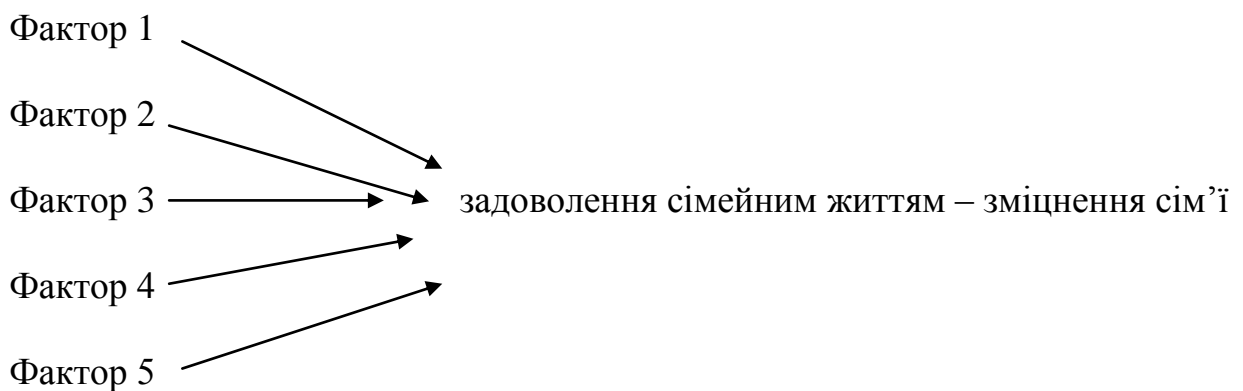 Фактор 1
Фактор 2
Фактор 3
задоволення сімейним життям – зміцнення сім’ї
Фактор 4
Фактор 5